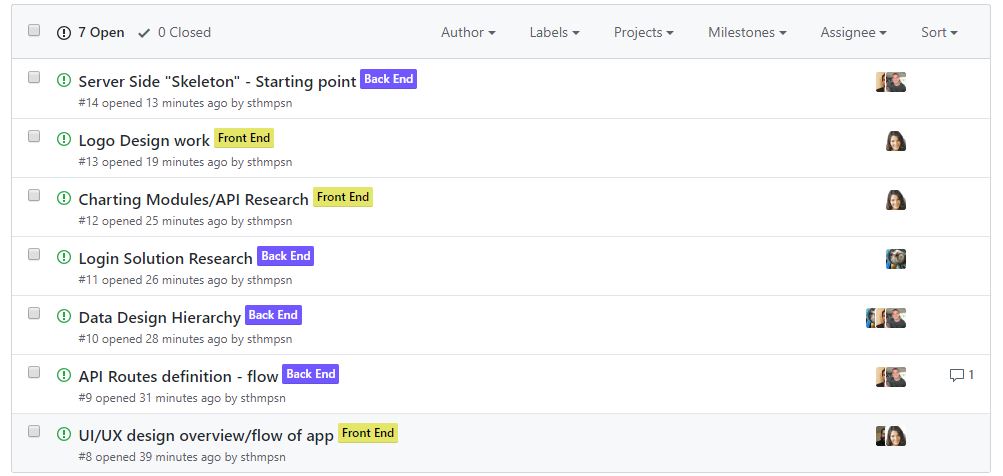 7 Open 0 Closed Author Labels Projects Milestones Assignee Sort
Server Side "Skeleton" - Starting point Back End
#14 opened 13 minutes ago by sthmpsn
Logo Design work Front End
#13 opened 19 minutes ago by sthmpsn
Charting Modules/API Research Front End
#12 opened 25 minutes ago by sthmpsn
Login Solution Research Back End
#11 opened 26 minutes ago by sthmpsn
Data Design Hierarchy Back End
#10 opened 28 minutes ago by sthmpsn
API Routes definition - flow Back End 1
#9 opened 31 minutes ago by sthmpsn
UI/UX design overview/flow of app Front End
#8 opened 39 minutes ago by sthmpsn